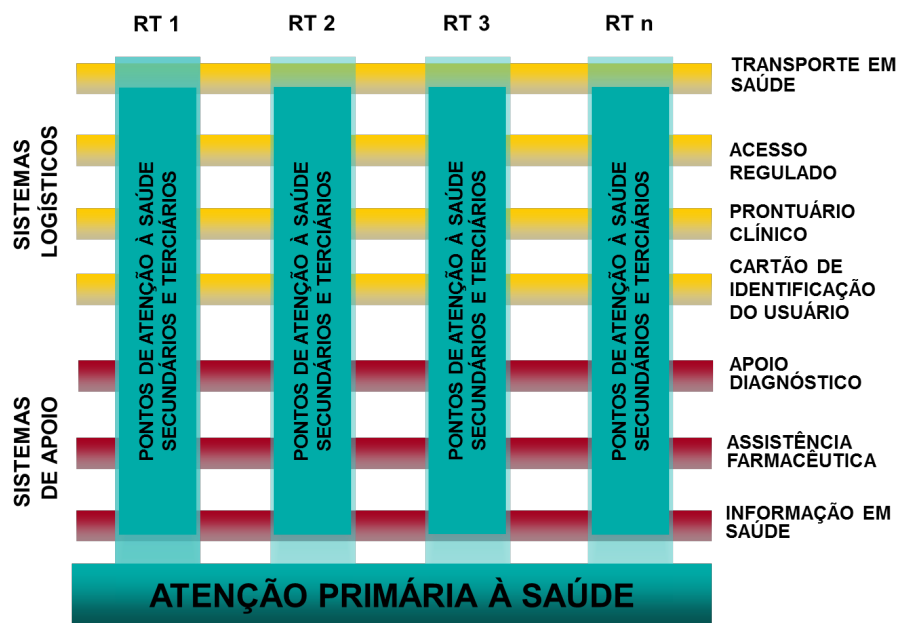 RT 1
RT 2
RT 3
RT n
SISTEMAS
LOGÍSTICOS
SISTEMAS
DE APOIO
PONTOS DE ATENÇÃO À SAÚDE
SECUNDÁRIOS E TERCIÁRIOS
PONTOS DE ATENÇÃO À SAÚDE
SECUNDÁRIOS E TERCIÁRIOS
PONTOS DE ATENÇÃO À SAÚDE
SECUNDÁRIOS E TERCIÁRIOS
PONTOS DE ATENÇÃO À SAÚDE
SECUNDÁRIOS E TERCIÁRIOS
TRANSPORTE EM
SAÚDE
ACESSO
REGULADO
PRONTUÁRIO
CLÍNICO
CARTÃO DE
IDENTIFICAÇÃO
DO USUÁRIO
APOIO
DIAGNÓSTICO
ASSISTÊNCIA
FARMACÊUTICA
INFORMAÇÃO EM
SAÚDE
ATENÇÃO PRIMÁRIA À SAÚDE